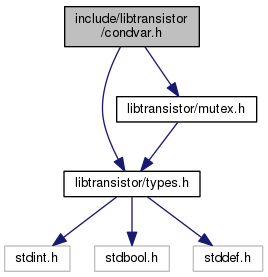 include/libtransistor
/condvar.h
libtransistor/mutex.h
libtransistor/types.h
stdint.h
stdbool.h
stddef.h